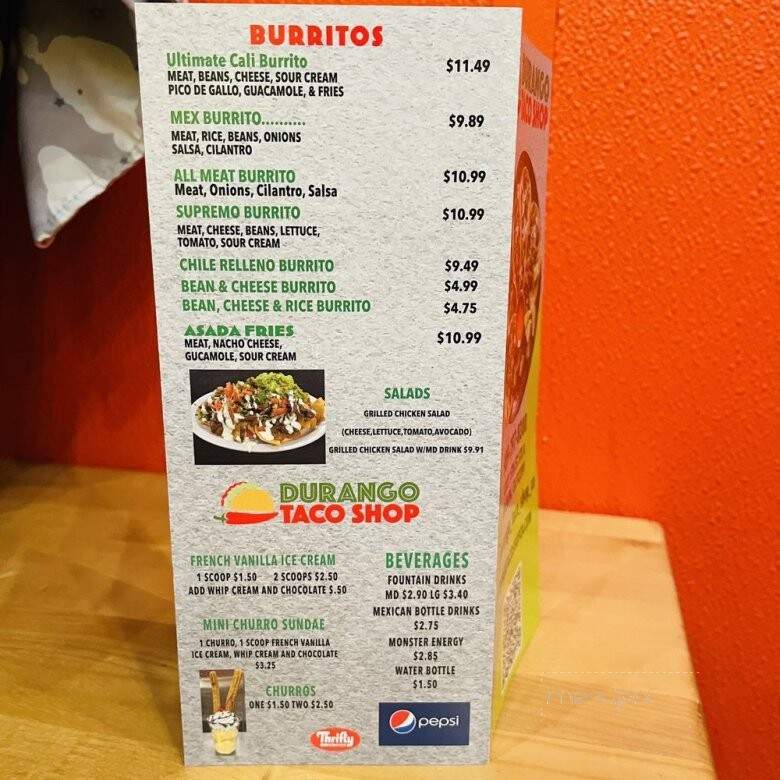 BURRITOS
Ultimate Cali Burrito $11.49
MEAT, BEANS, CHEESE, SOUR CREAM
PICO DE GALLO, GUACAMOLE, & FRIES
MEX BURRITO.......... $9.89
MEAT, RICE, BEANS, ONIONS
SALSA, CILANTRO
ALL MEAT BURRITO $10.99
Meat, Onions, Cilantro, Salsa
SUPREMO BURRITO $10.99
MEAT, CHEESE, BEANS, LETTUCE,
TOMATO, SOUR CREAM
CHILE RELLENO BURRITO $9.49
BEAN & CHEESE BURRITO $4.99
BEAN, CHEESE & RICE BURRITO $4.75
ASADA FRIES $10.99
MEAT, NACHO CHEESE,
GUCAMOLE, SOUR CREAM
SALADS
GRILLED CHICKEN SALAD
(CHEESE,LETTUCE,TOMATO,AVOCADO)
GRILLED CHICKEN SALAD W/MD DRINK $9.91
DURANGO
TACO SHOP
FRENCH VANILLA ICE CREAM
1 SCOOP $1.50 2 SCOOPS $2.50
ADD WHIP CREAM AND CHOCOLATE $.50
MINI CHURRO SUNDAE
1 CHURRO, 1 SCOOP FRENCH VANILLA
ICE CREAM, WHIP CREAM AND CHOCOLATE
$3.25
CHURROS
ONE $1.50 TWO $2.50
Thrifty
BEVERAGES
FOUNTAIN DRINKS
MD $2.90 LG $3.40
MEXICAN BOTTLE DRINKS
$2.75
MONSTER ENERGY
$2.85
WATER BOTTLE
$1.50
pepsi
DURANGO
TACO SHOP